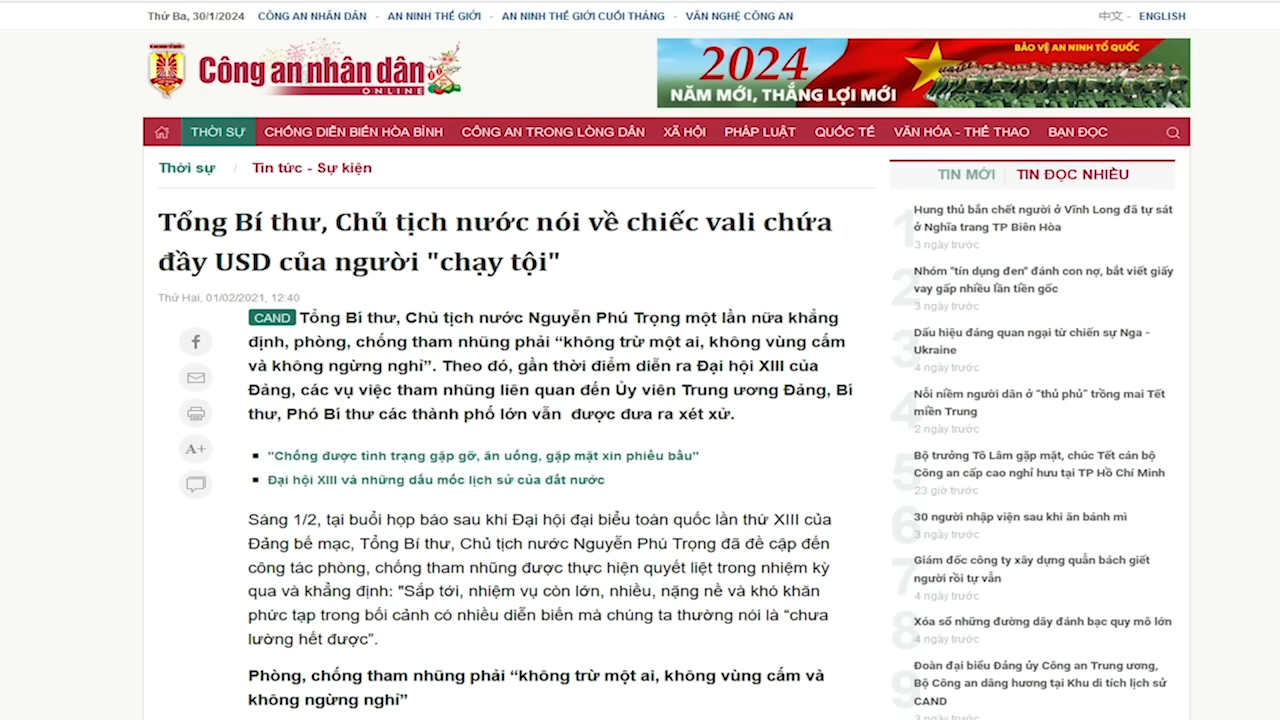 Thứ Ba, 30/1/2024 CÔNG AN NHÂN DÂN - AN NINH THẾ GIỚI - AN NINH THẾ GIỚI CUỐI THÁNG - VĂN NGHỆ CÔNG AN 中文 - ENGLISH
Công an nhân dân
ONLINE
BẢO VỆ AN NINH TỔ QUỐC
2024
NĂM MỚI, THẮNG LỢI MỚI
THỜI SỰ CHỐNG DIỄN BIẾN HÒA BÌNH CÔNG AN TRONG LÒNG DÂN XÃ HỘI PHÁP LUẬT QUỐC TẾ VĂN HÓA - THỂ THAO BẠN ĐỌC
Thời sự / Tin tức - Sự kiện
Tổng Bí thư, Chủ tịch nước nói về chiếc vali chứa
đầy USD của người "chạy tội"
Thứ Hai, 01/02/2021, 12:40
CAND Tổng Bí thư, Chủ tịch nước Nguyễn Phú Trọng một lần nữa khẳng
định, phòng, chống tham nhũng phải “không trừ một ai, không vùng cấm
và không ngừng nghỉ”. Theo đó, gần thời điểm diễn ra Đại hội XIII của
Đảng, các vụ việc tham nhũng liên quan đến Ủy viên Trung ương Đảng, Bí
thư, Phó Bí thư các thành phố lớn vẫn được đưa ra xét xử.
A+
"Chống được tình trạng gặp gỡ, ăn uống, gặp mặt xin phiếu bầu"
Đại hội XIII và những dấu mốc lịch sử của đất nước
Sáng 1/2, tại buổi họp báo sau khi Đại hội đại biểu toàn quốc lần thứ XIII của
Đảng bế mạc, Tổng Bí thư, Chủ tịch nước Nguyễn Phú Trọng đã đề cập đến
công tác phòng, chống tham nhũng được thực hiện quyết liệt trong nhiệm kỳ
qua và khẳng định: "Sắp tới, nhiệm vụ còn lớn, nhiều, nặng nề và khó khăn
phức tạp trong bối cảnh có nhiều diễn biến mà chúng ta thường nói là “chưa
lường hết được”.
Phòng, chống tham nhũng phải “không trừ một ai, không vùng cấm và
không ngừng nghỉ”
TIN MỚI TIN ĐỌC NHIỀU
1 Hung thủ bắn chết người ở Vĩnh Long đã tự sát
ở Nghĩa trang TP Biên Hòa
3 ngày trước
2 Nhóm "tín dụng đen" đánh con nợ, bắt viết giấy
vay gấp nhiều lần tiền gốc
3 ngày trước
3 Dấu hiệu đáng quan ngại từ chiến sự Nga -
Ukraine
4 ngày trước
4 Nỗi niềm người dân ở “thủ phủ” trồng mai Tết
miền Trung
2 ngày trước
5 Bộ trưởng Tô Lâm gặp mặt, chúc Tết cán bộ
Công an cấp cao nghỉ hưu tại TP Hồ Chí Minh
23 giờ trước
6 30 người nhập viện sau khi ăn bánh mì
3 ngày trước
7 Giám đốc công ty xây dựng quẫn bách giết
người rồi tự vẫn
4 ngày trước
8 Xóa sổ những đường dây đánh bạc quy mô lớn
4 ngày trước
9 Đoàn đại biểu Đảng ủy Công an Trung ương,
Bộ Công an dâng hương tại Khu di tích lịch sử
CAND
3 ngày trước